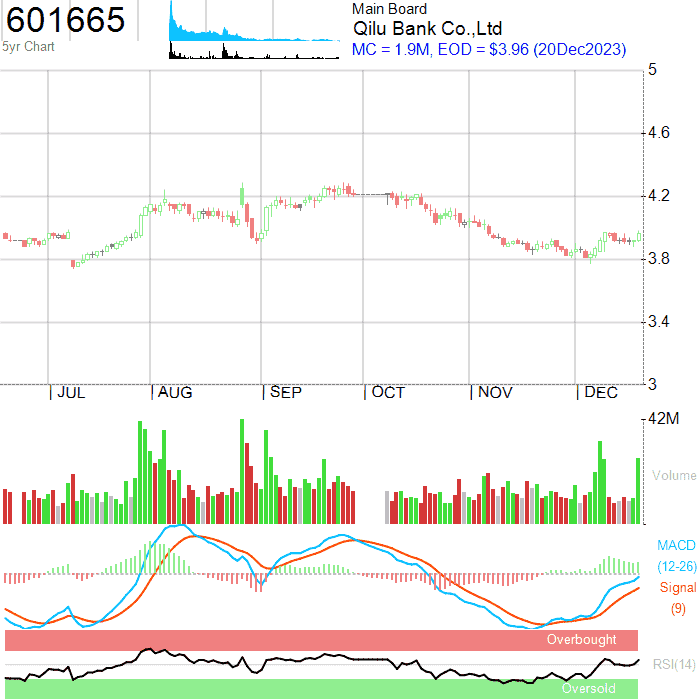 601665
5yr Chart
Main Board
Qilu Bank Co.,Ltd
MC = 1.9M, EOD = $3.96 (20Dec2023)
5
4.6
4.2
3.8
3.4
3
JUL AUG SEP OCT NOV DEC
42M
Volume
MACD
(12-26)
Signal
(9)
Overbought
RSI(14)
Oversold